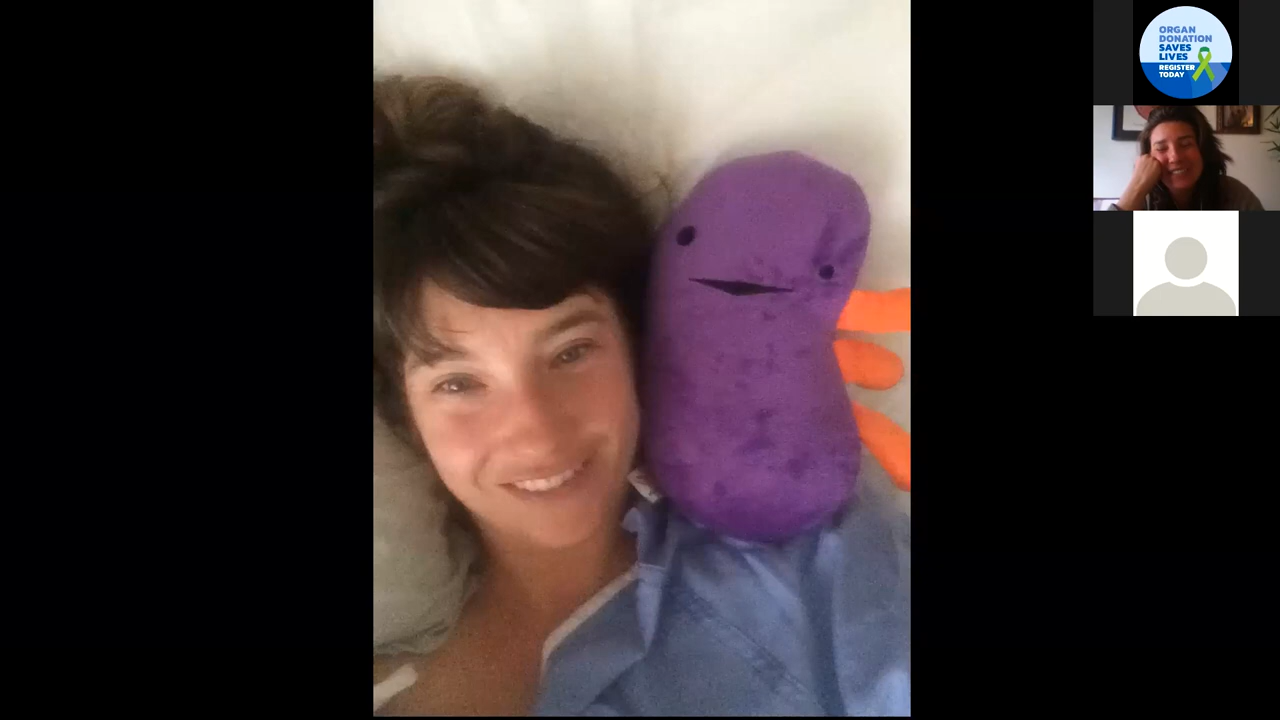 ORGAN
DONATION
SAVES
LIVES
REGISTER
TODAY